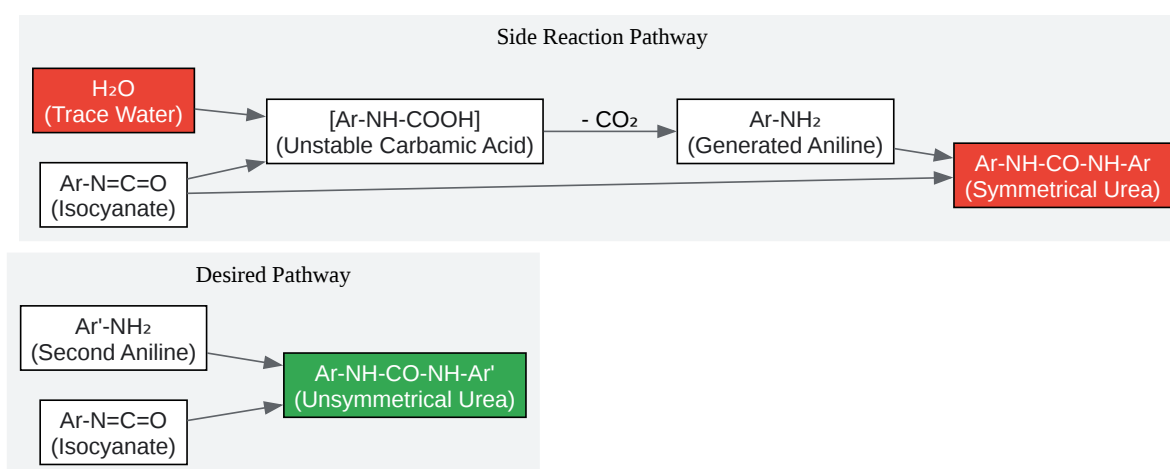 Side Reaction Pathway
H₂O
(Trace Water)
Ar-N=C=O
(Isocyanate)
[Ar-NH-COOH]
(Unstable Carbamic Acid)
- CO₂
Ar-NH₂
(Generated Aniline)
Ar-NH-CO-NH-Ar
(Symmetrical Urea)
Desired Pathway
Ar'-NH₂
(Second Aniline)
Ar-N=C=O
(Isocyanate)
Ar-NH-CO-NH-Ar'
(Unsymmetrical Urea)